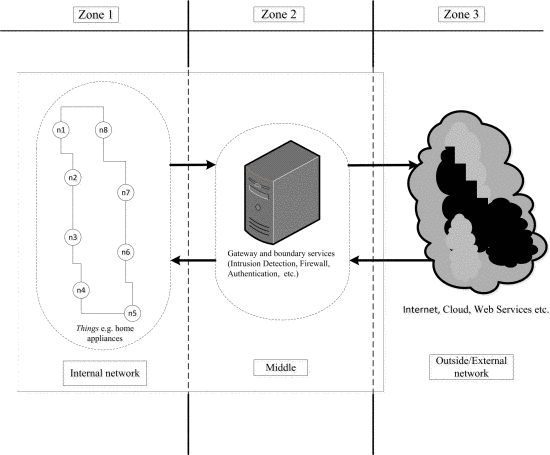 Zone 1
Zone 2
Zone 3
n1
n8
n2
n7
n3
n6
n4
n5
Things e.g. home
appliances
Gateway and boundary services
(Intrusion Detection, Firewall,
Authentication, etc.)
Internet, Cloud, Web Services etc.
Internal network
Middle
Outside/External
network